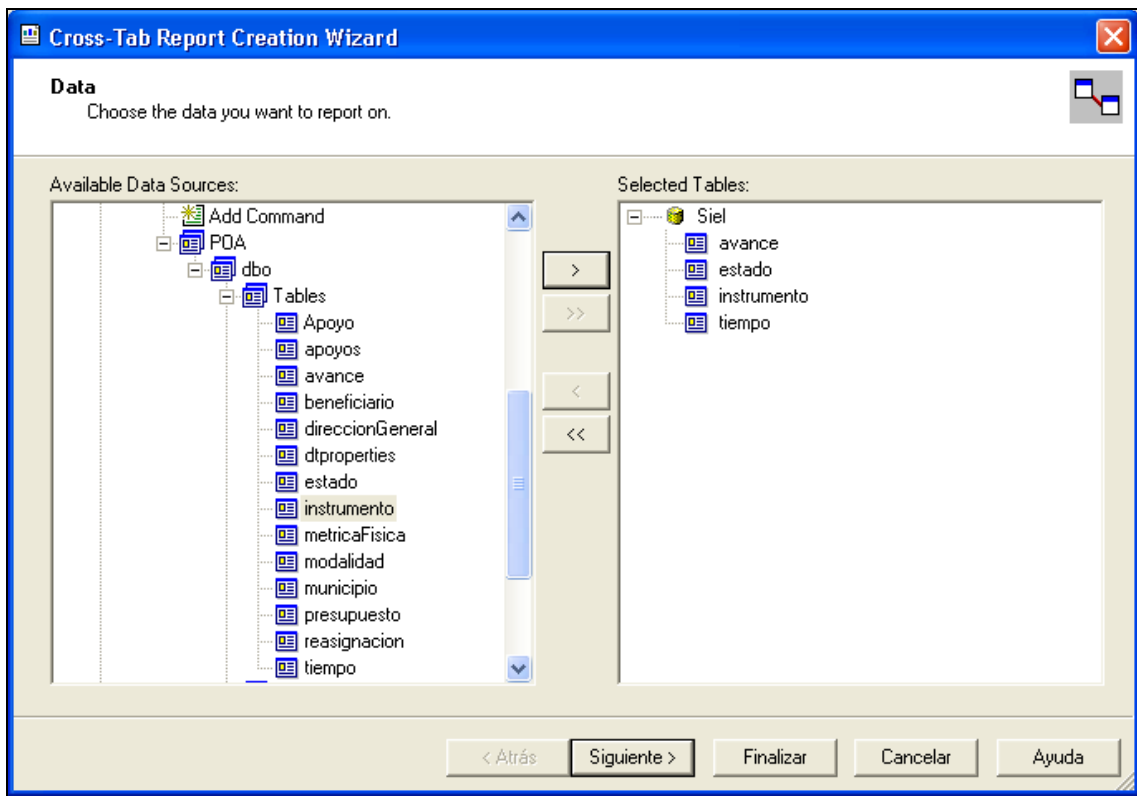 Cross-Tab Report Creation Wizard
Data
Choose the data you want to report on.
Available Data Sources:
Add Command
POA
dbo
Tables
Apoyo
apoyos
avance
beneficiario
direccionGeneral
dtproperties
estado
instrumento
metricaFisica
modalidad
municipio
presupuesto
reasignacion
tiempo
>
>>
<
<<
Selected Tables:
Siel
avance
estado
instrumento
tiempo
< Atrás
Siguiente >
Finalizar
Cancelar
Ayuda